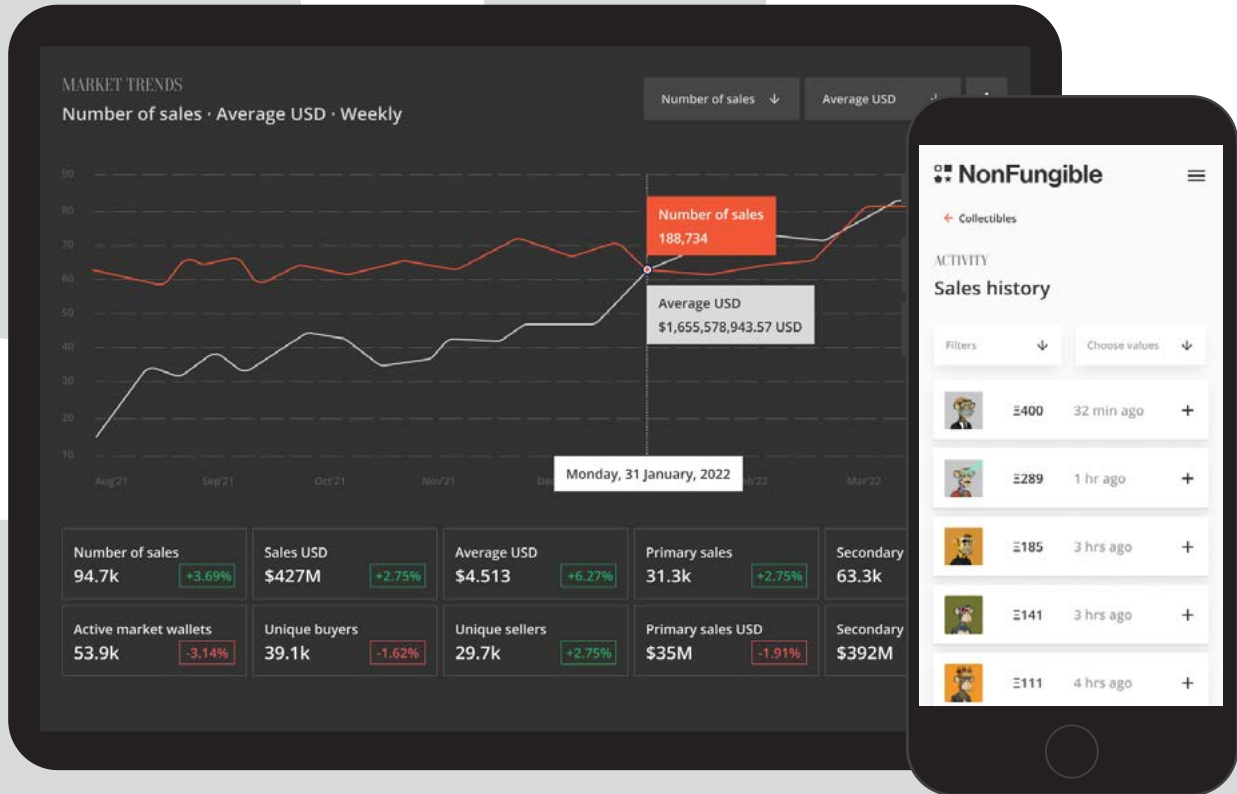 MARKET TRENDS
Number of sales · Average USD · Weekly
Number of sales ↓
Average USD
90
80
70
60
50
40
30
20
10
Number of sales
188,734
Average USD
$1,655,578,943.57 USD
Monday, 31 January, 2022
Aug'21
Sep'21
Oct'21
Nov'21
Mar'22
Number of sales
94.7k
+3.69%
Sales USD
$427M
+2.75%
Average USD
$4.513
+6.27%
Primary sales
31.3k
+2.75%
Secondary
63.3k
Active market wallets
53.9k
-3.14%
Unique buyers
39.1k
-1.62%
Unique sellers
29.7k
+2.75%
Primary sales USD
$35M
-1.91%
Secondary
$392M
NonFungible
← Collectibles
ACTIVITY
Sales history
Filters ↓
Choose values ↓
Ξ400 32 min ago +
Ξ289 1 hr ago +
Ξ185 3 hrs ago +
Ξ141 3 hrs ago +
Ξ111 4 hrs ago +